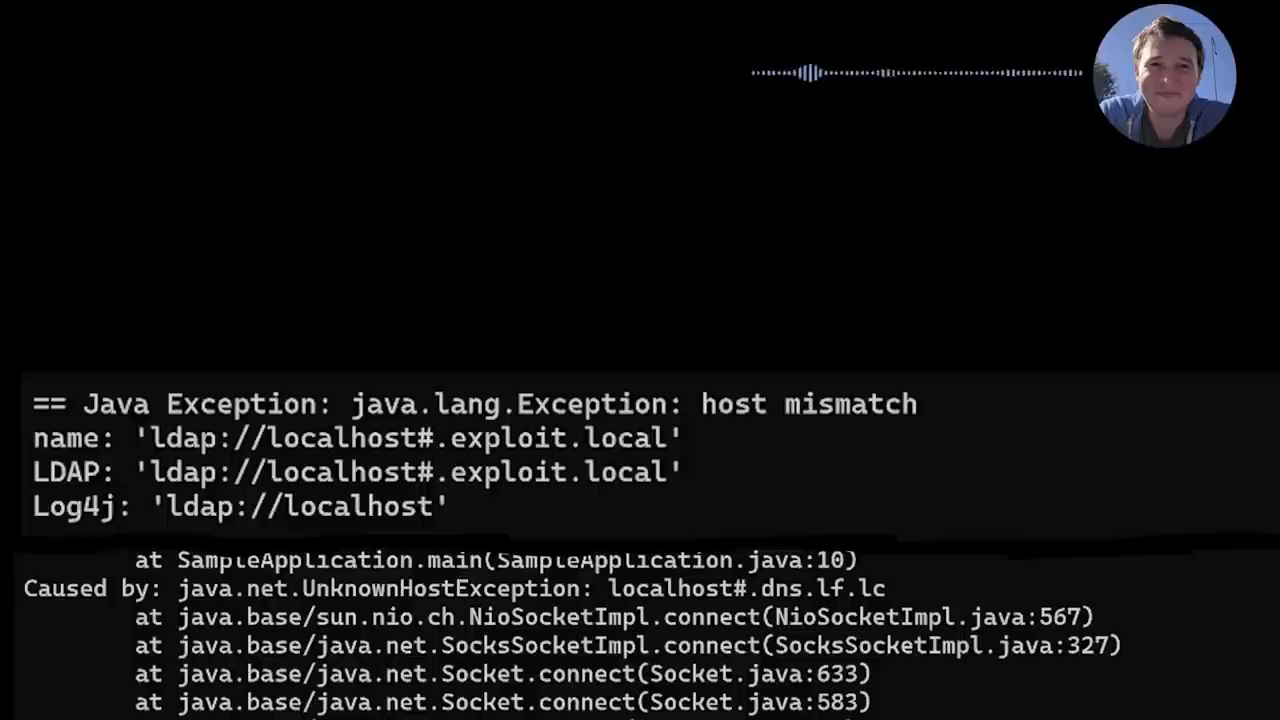 == Java Exception: java.lang.Exception: host mismatch
name: 'ldap://localhost#.exploit.local'
LDAP: 'ldap://localhost#.exploit.local'
Log4j: 'ldap://localhost'
at SampleApplication.main(SampleApplication.java:10)
Caused by: java.net.UnknownHostException: localhost#.dns.lf.lc
at java.base/sun.nio.ch.NioSocketImpl.connect(NioSocketImpl.java:567)
at java.base/java.net.SocksSocketImpl.connect(SocksSocketImpl.java:327)
at java.base/java.net.Socket.connect(Socket.java:633)
at java.base/java.net.Socket.connect(Socket.java:583)